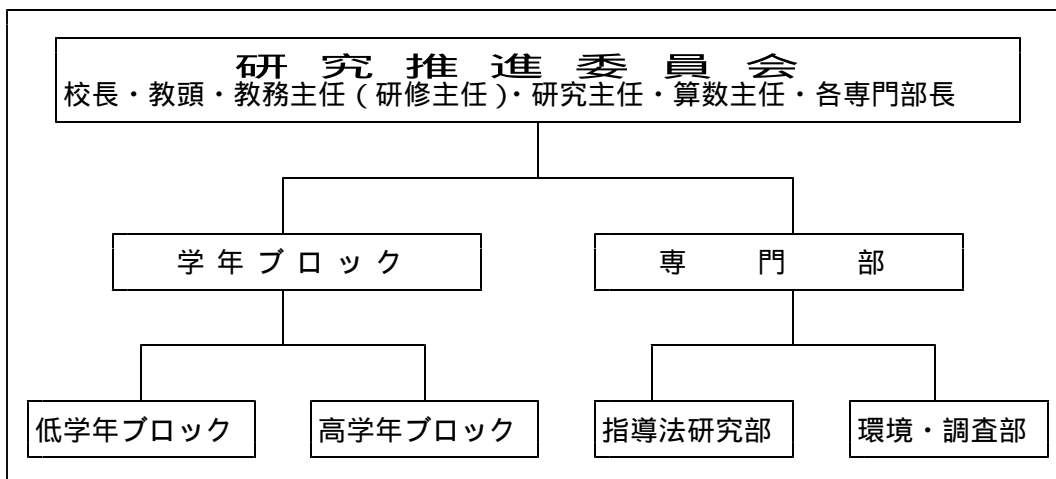 研究推進委員会
校長・教頭・教務主任（研修主任）・研究主任・算数主任・各専門部長
学年ブロック
専門部
低学年ブロック
高学年ブロック
指導法研究部
環境・調査部